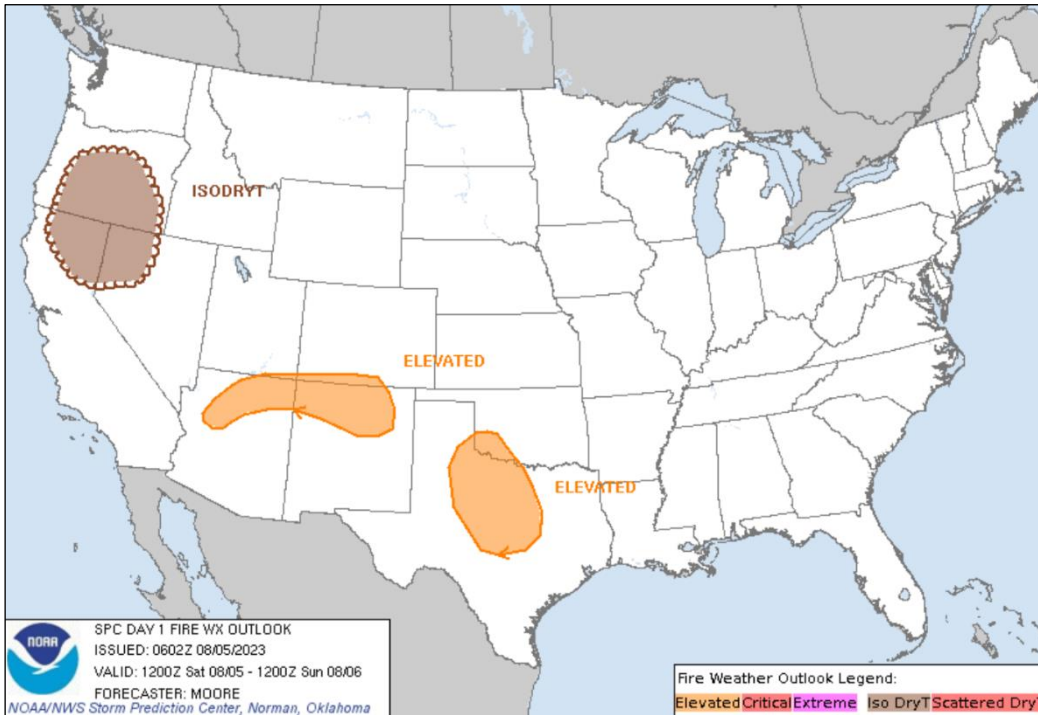 ISODRYT
ELEVATED
ELEVATED
NOAA
SPC DAY 1 FIRE WX OUTLOOK
ISSUED: 0602Z 08/05/2023
VALID: 1200Z Sat 08/05 - 1200Z Sun 08/06
FORECASTER: MOORE
NOAA/NWS Storm Prediction Center, Norman, Oklahoma
Fire Weather Outlook Legend:
Elevated Critical Extreme Iso DryT Scattered Dry